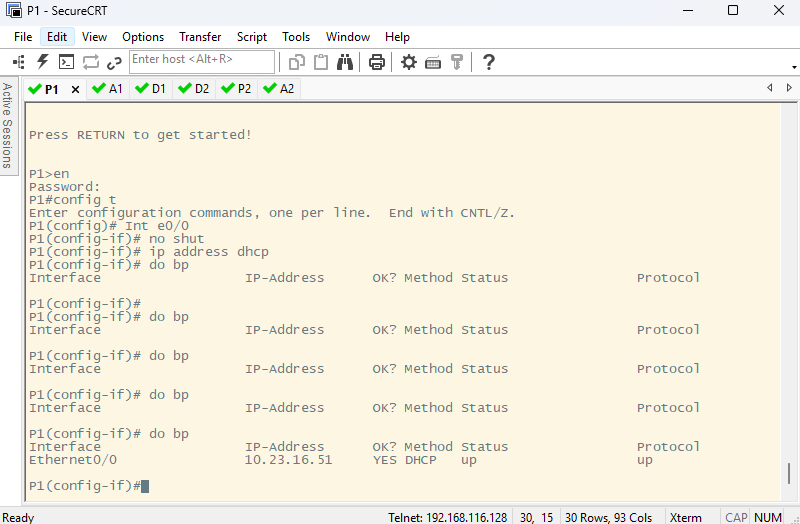 P1 - SecureCRT
File Edit View Options Transfer Script Tools Window Help
Enter host <Alt+R>
Active Sessions
P1 A1 D1 D2 P2 A2
Press RETURN to get started!
P1>en
Password:
P1#config t
Enter configuration commands, one per line.  End with CNTL/Z.
P1(config)# Int e0/0
P1(config-if)# no shut
P1(config-if)# ip address dhcp
P1(config-if)# do bp
Interface                  IP-Address      OK? Method Status                Protocol
P1(config-if)#
P1(config-if)# do bp
Interface                  IP-Address      OK? Method Status                Protocol
P1(config-if)# do bp
Interface                  IP-Address      OK? Method Status                Protocol
P1(config-if)# do bp
Interface                  IP-Address      OK? Method Status                Protocol
P1(config-if)# do bp
Interface                  IP-Address      OK? Method Status                Protocol
Ethernet0/0                10.23.16.51     YES DHCP   up                    up
P1(config-if)#
Ready Telnet: 192.168.116.128 30, 15 30 Rows, 93 Cols Xterm CAP NUM